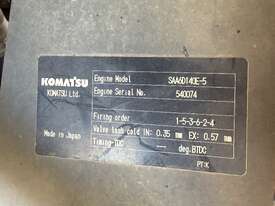 KOMATSU
KOMATSU Ltd.
Made in Japan
Engine Model SAA6D140E-5
Engine Serial No. 540074
Firing order 1-5-3-6-2-4
Valve lash cold IN: 0.35 mm EX: 0.57 mm
Timing-TDC — deg.BTDC